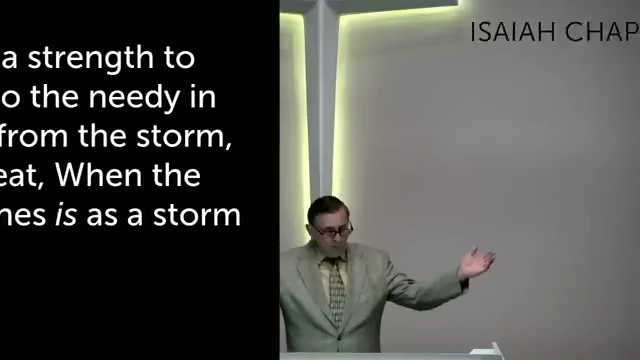 a strength to
o the needy in
from the storm,
eat, When the
nes is as a storm
ISAIAH CHAP